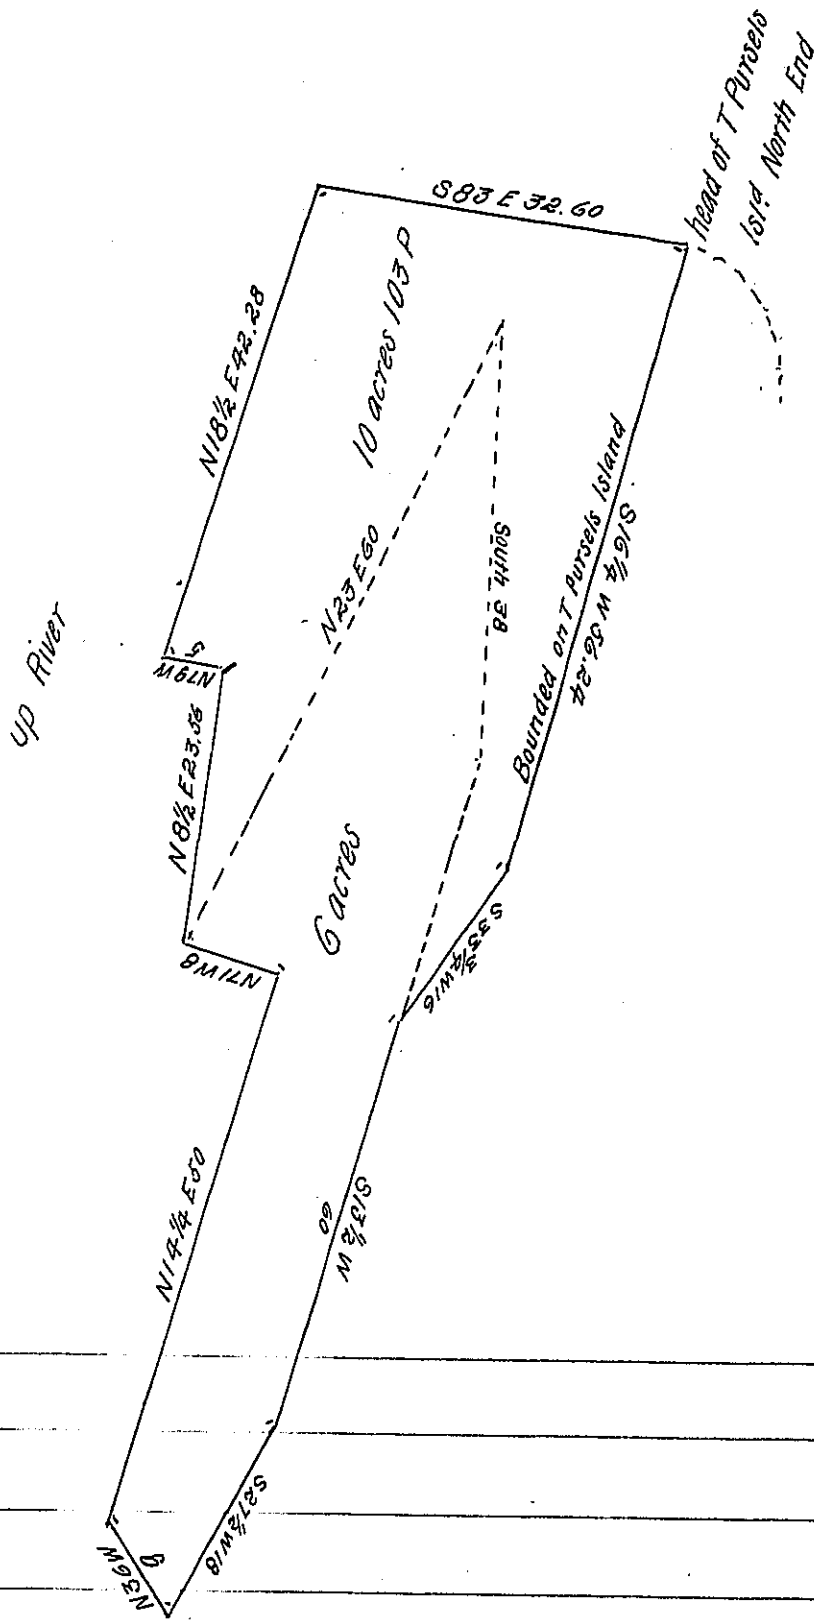 head of T Pursels
Isl.d North End
S83 E 32.60
N18½ E42.28
10 acres 103 P
up River
N79W
5
N23 E60
South 38
Bounded on T Pursels Island
S16¼ W 56.24
N8½ E23.56
6 acres
N71W8
S33¾W16
N14¼ E50
S13½ W
60
S27½W18
N36W
9